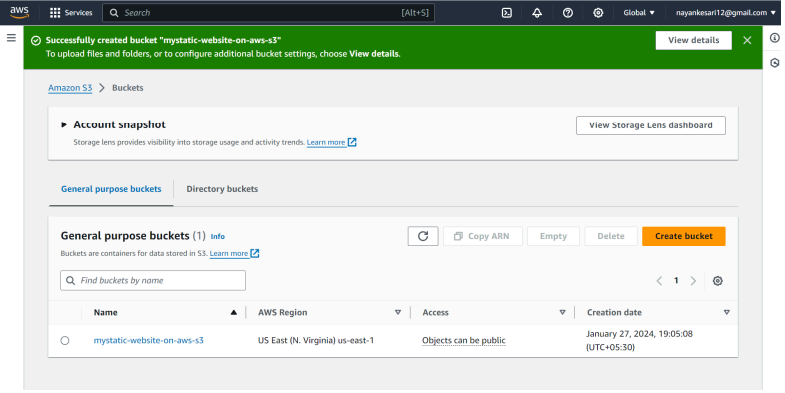 aws Services Search [Alt+S] Global ▼ nayankesari12@gmail.com ▼
Successfully created bucket "mystatic-website-on-aws-s3"
To upload files and folders, or to configure additional bucket settings, choose View details.
View details
Amazon S3 > Buckets
Account snapshot
Storage lens provides visibility into storage usage and activity trends. Learn more
View Storage Lens dashboard
General purpose buckets Directory buckets
General purpose buckets (1) Info
Buckets are containers for data stored in S3. Learn more
Copy ARN Empty Delete Create bucket
Find buckets by name
< 1 >
Name AWS Region Access Creation date
mystatic-website-on-aws-s3 US East (N. Virginia) us-east-1 Objects can be public January 27, 2024, 19:05:08
(UTC+05:30)